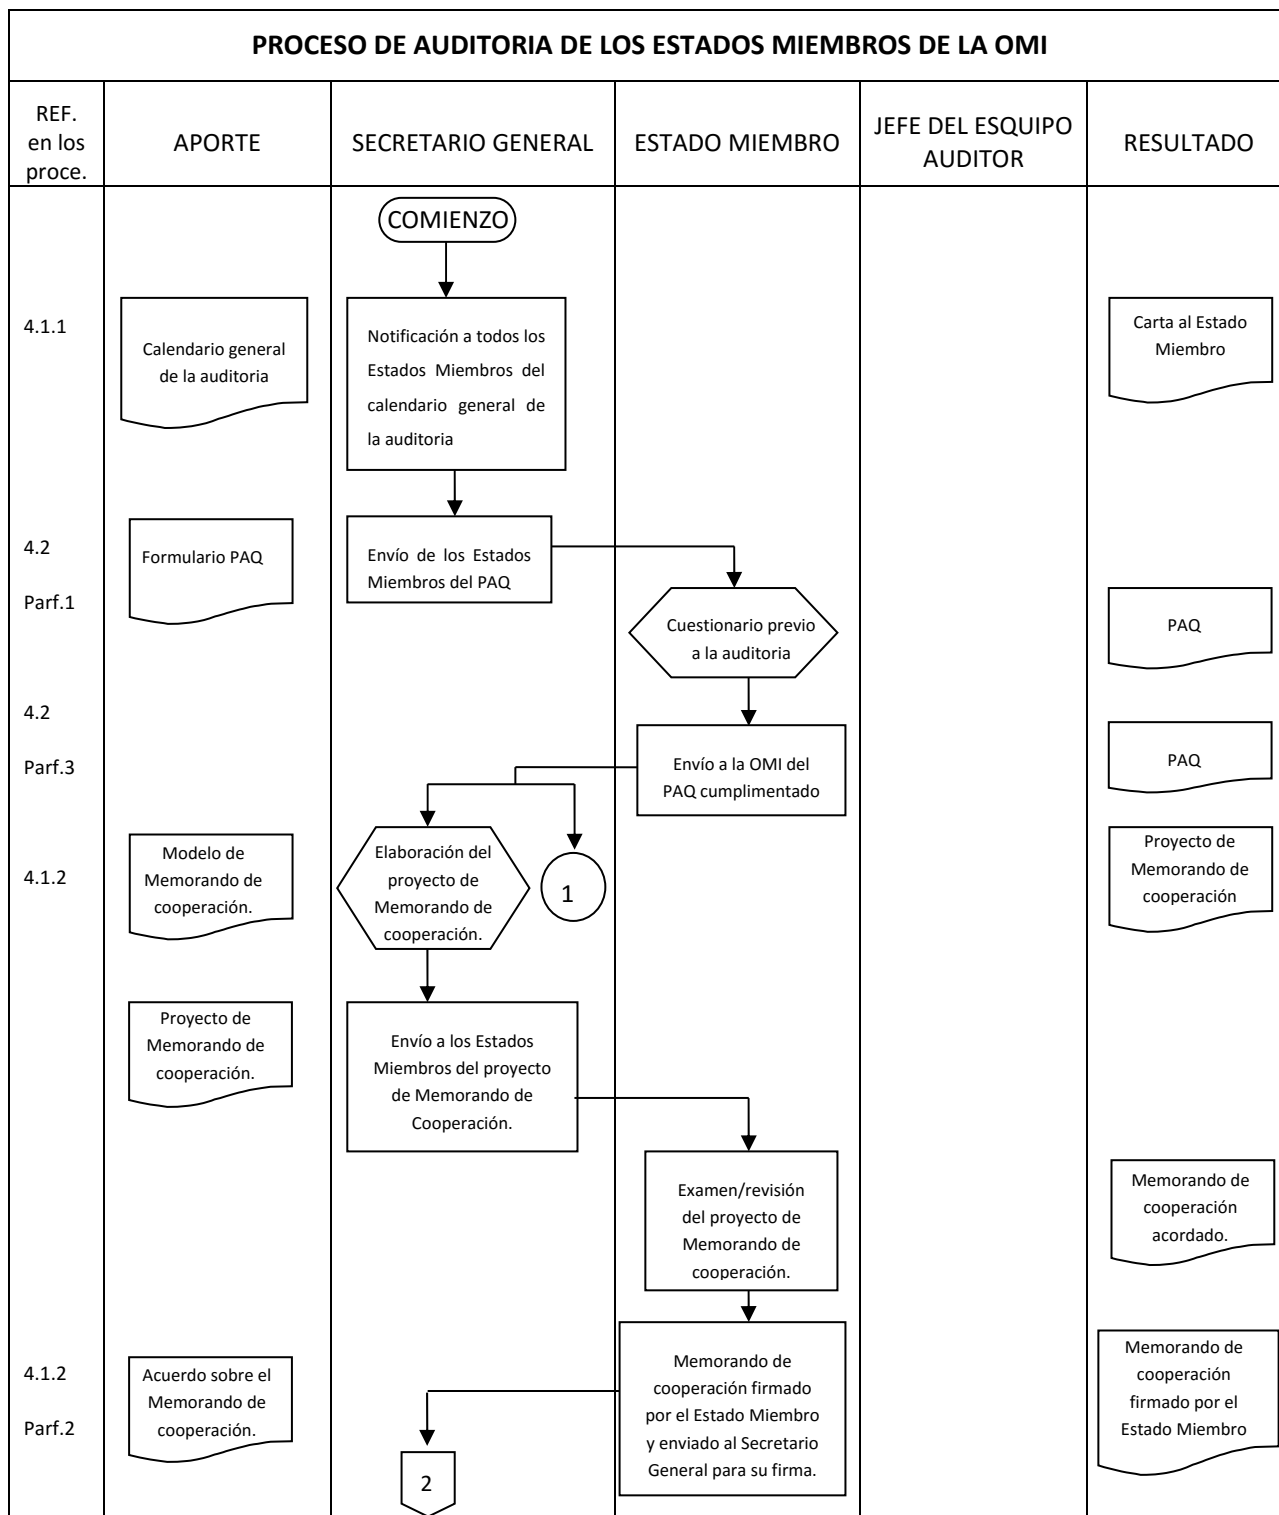 PROCESO DE AUDITORIA DE LOS ESTADOS MIEMBROS DE LA OMI
REF.
en los
proce.
APORTE
SECRETARIO GENERAL
ESTADO MIEMBRO
JEFE DEL ESQUIPO
AUDITOR
RESULTADO
COMIENZO
4.1.1
Calendario general
de la auditoria
Notificación a todos los
Estados Miembros del
calendario general de
la auditoria
Carta al Estado
Miembro
4.2
Parf.1
Formulario PAQ
Envío de los Estados
Miembros del PAQ
Cuestionario previo
a la auditoria
PAQ
4.2
Parf.3
Envío a la OMI del
PAQ cumplimentado
PAQ
4.1.2
Modelo de
Memorando de
cooperación.
Elaboración del
proyecto de
Memorando de
cooperación.
1
Proyecto de
Memorando de
cooperación
Proyecto de
Memorando de
cooperación.
Envío a los Estados
Miembros del proyecto
de Memorando de
Cooperación.
Examen/revisión
del proyecto de
Memorando de
cooperación.
Memorando de
cooperación
acordado.
4.1.2
Parf.2
Acuerdo sobre el
Memorando de
cooperación.
Memorando de
cooperación firmado
por el Estado Miembro
y enviado al Secretario
General para su firma.
Memorando de
cooperación
firmado por el
Estado Miembro
2